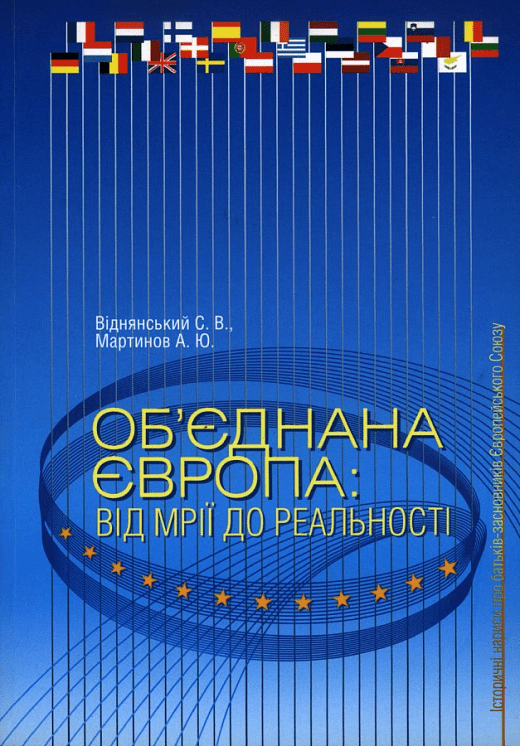 Віднянський С. В.,
Мартинов А. Ю.
ОБ’ЄДНАНА
ЄВРОПА:
ВІД МРІЇ ДО РЕАЛЬНОСТІ
Історичні нариси про батьків-засновників Європейського Союзу